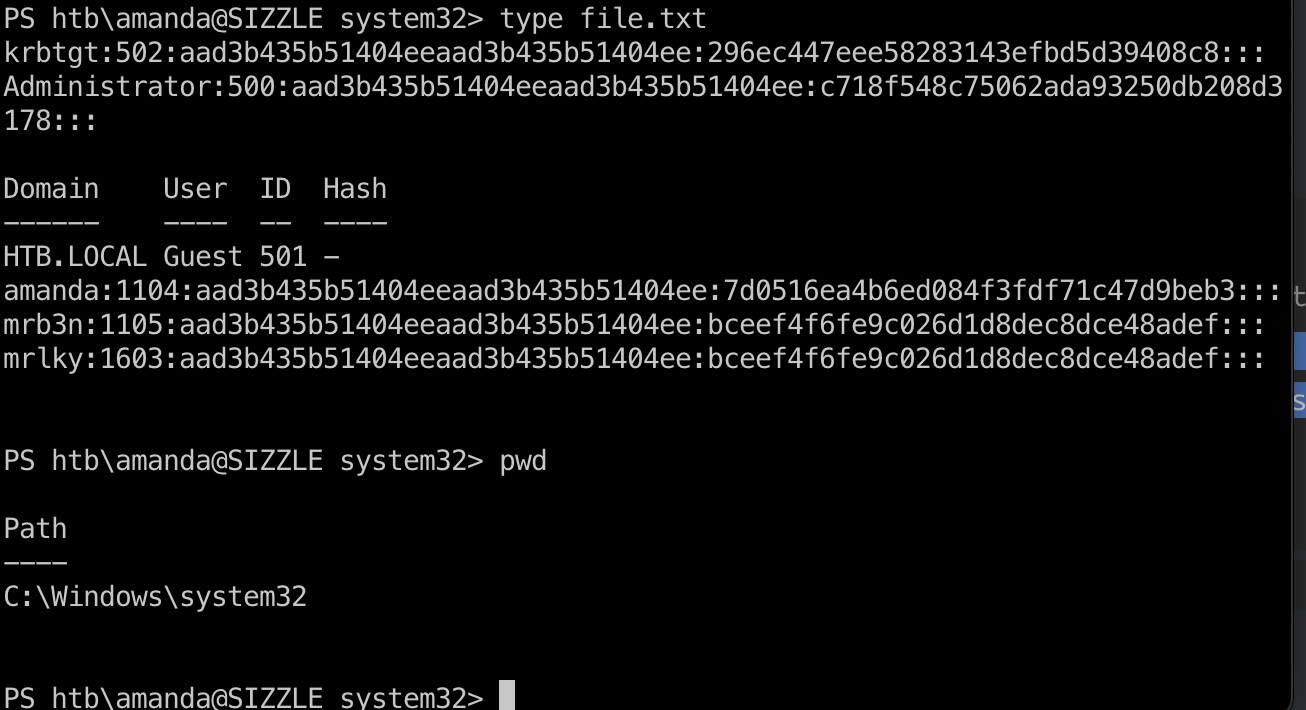 PS htb\amanda@SIZZLE system32> type file.txt
krbtgt:502:aad3b435b51404eeaad3b435b51404ee:296ec447eee58283143efbd5d39408c8:::
Administrator:500:aad3b435b51404eeaad3b435b51404ee:c718f548c75062ada93250db208d3
178:::
Domain    User  ID  Hash
------    ----  --  ----
HTB.LOCAL Guest 501 -
amanda:1104:aad3b435b51404eeaad3b435b51404ee:7d0516ea4b6ed084f3fdf71c47d9beb3:::
mrb3n:1105:aad3b435b51404eeaad3b435b51404ee:bceef4f6fe9c026d1d8dec8dce48adef:::
mrlky:1603:aad3b435b51404eeaad3b435b51404ee:bceef4f6fe9c026d1d8dec8dce48adef:::
PS htb\amanda@SIZZLE system32> pwd
Path
----
C:\Windows\system32
PS htb\amanda@SIZZLE system32>